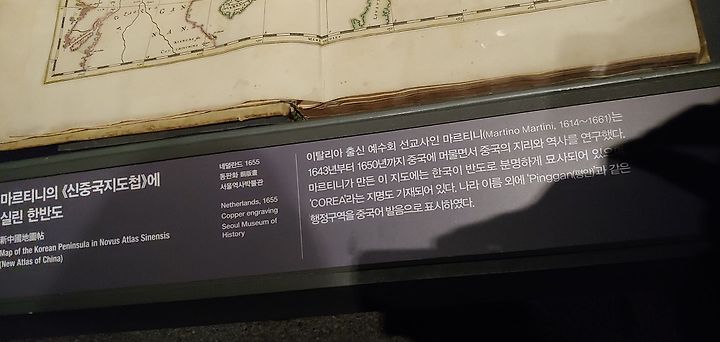 마르티니의 《신중국지도첩》에
실린 한반도
新中國地圖帖
Map of the Korean Peninsula in Novus Atlas Sinensis
(New Atlas of China)
네덜란드 1655
동판화 銅版畫
서울역사박물관
Netherlands, 1655
Copper engraving
Seoul Museum of
History
이탈리아 출신 예수회 선교사인 마르티니(Martino Martini, 1614~1661)는
1643년부터 1650년까지 중국에 머물면서 중국의 지리와 역사를 연구했다.
마르티니가 만든 이 지도에는 한국이 반도로 분명하게 묘사되어 있으며
'COREA'라는 지명도 기재되어 있다. 나라 이름 외에 'Pinggan(평안)'과 같은
행정구역을 중국어 발음으로 표시하였다.